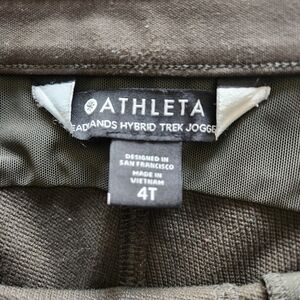 ATHLETA
EADLANDS HYBRID TREK JOGGE
DESIGNED IN
SAN FRANCISCO
MADE IN
VIETNAM
4T